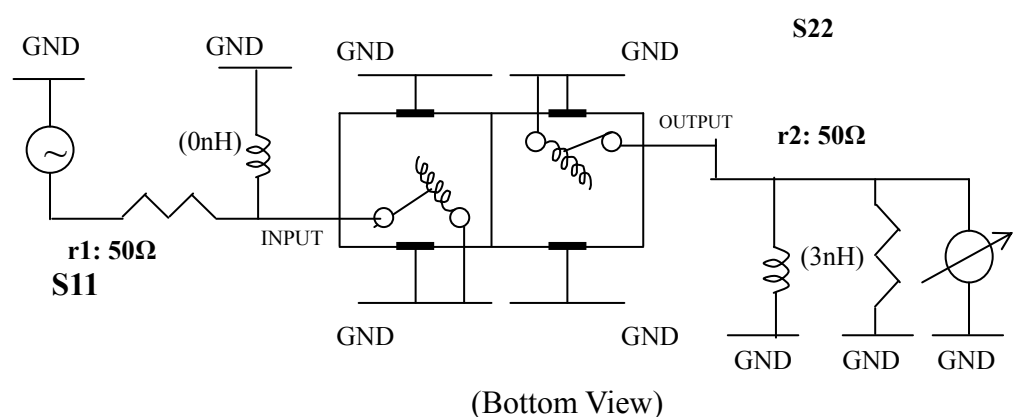 S22
GND
GND
GND
GND
(0nH)
OUTPUT
r2: 50Ω
INPUT
r1: 50Ω
S11
(3nH)
GND
GND
GND
GND
GND
(Bottom View)